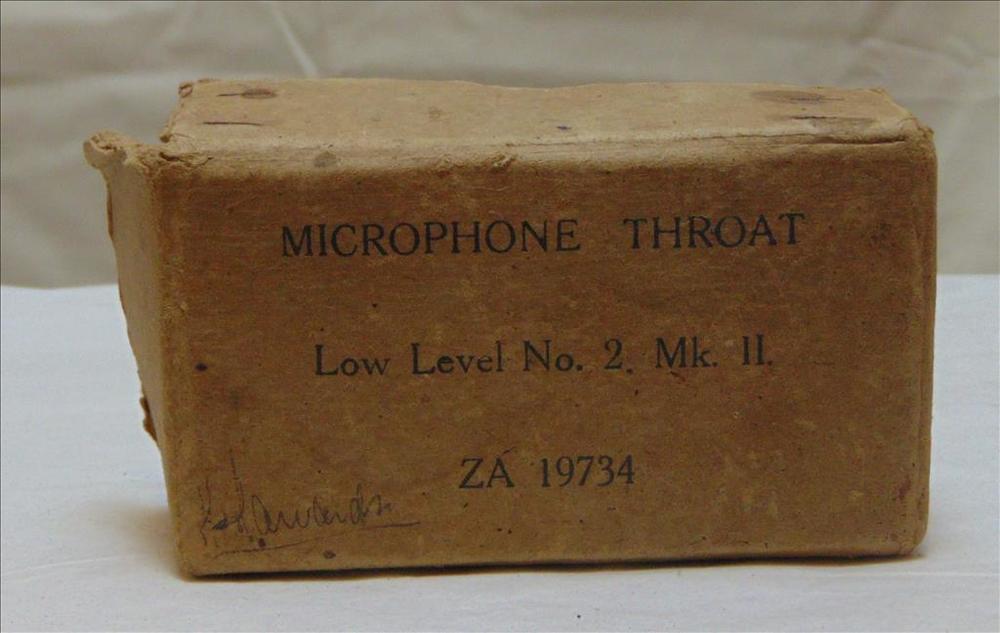 MICROPHONE THROAT
Low Level No. 2. Mk. II.
ZA 19734